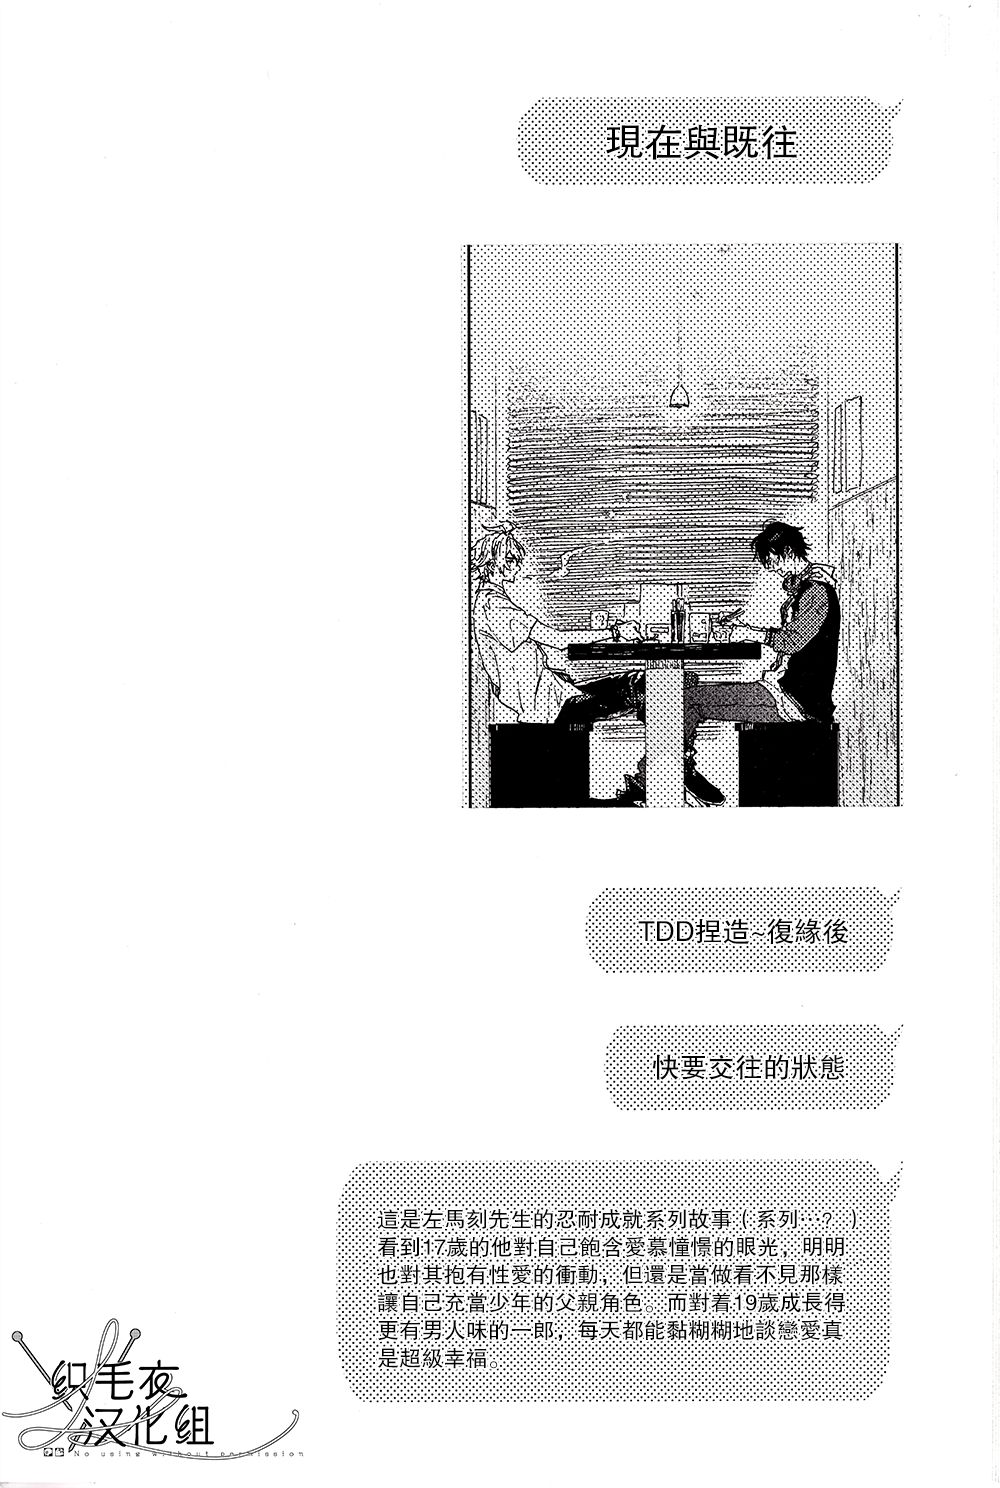 現在與既往
TDD捏造~復緣後
快要交往的狀態
這是左馬刻先生的忍耐成就系列故事（系列…？）
看到17歲的他對自己飽含愛慕憧憬的眼光，明明
也對其抱有性愛的衝動，但還是當做看不見那樣
讓自己充當少年的父親角色。而對着19歲成長得
更有男人味的一郎，每天都能黏糊糊地談戀愛真
是超級幸福。
织毛衣
汉化组
No using without permission